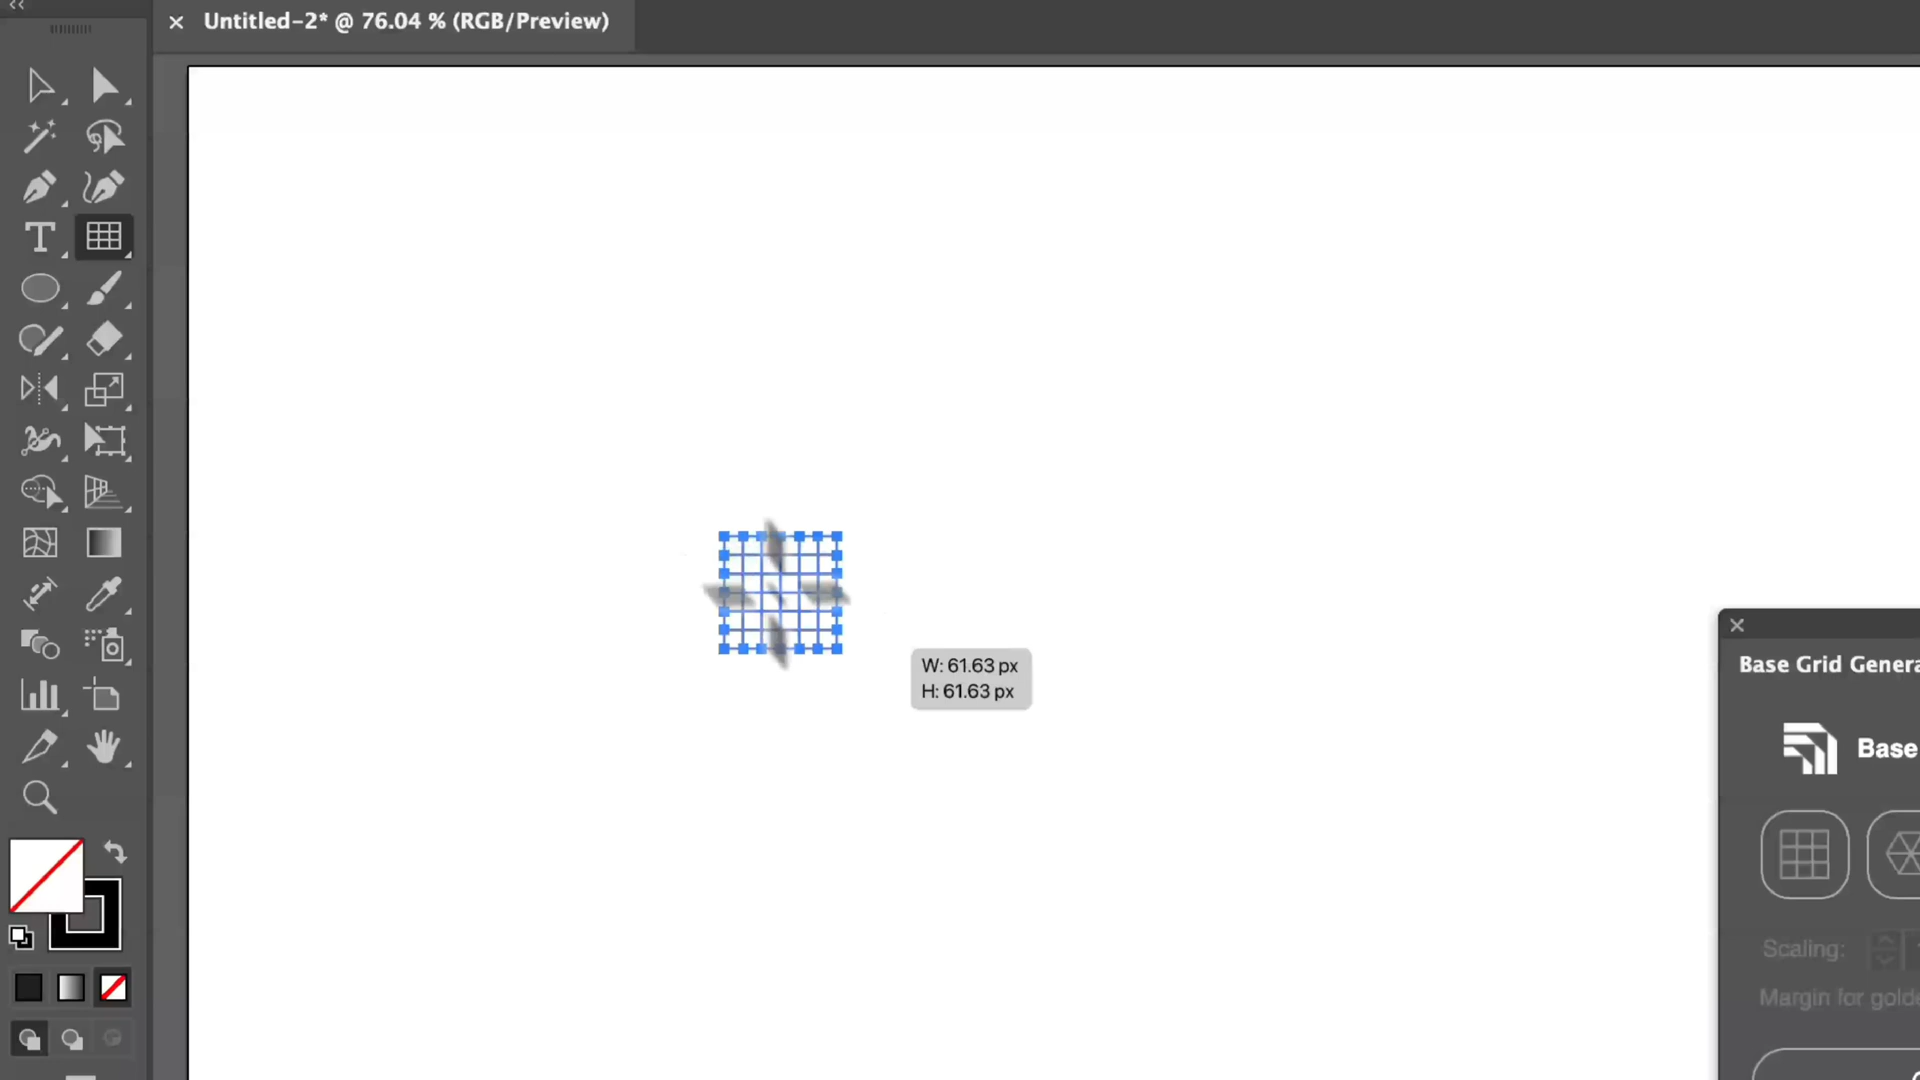 Untitled-2* @ 76.04 % (RGB/Preview)
W: 61.63 px
H: 61.63 px
Base Grid Genera
Base
Scaling:
Margin for golde